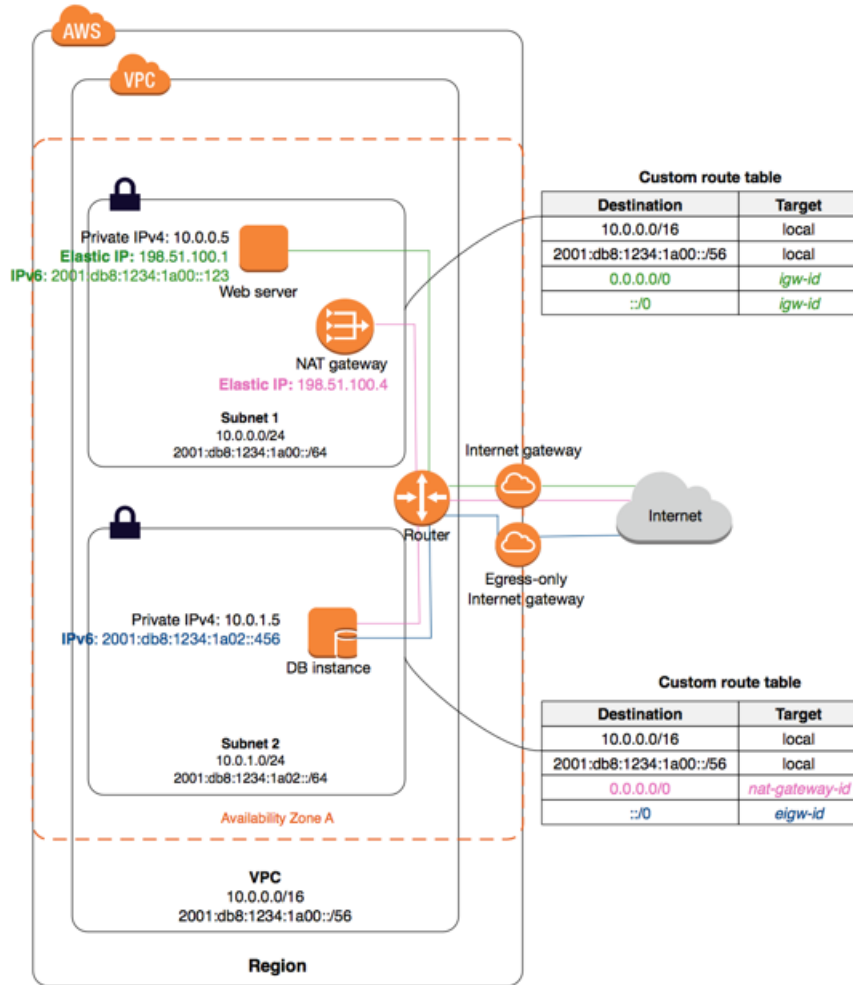 AWS
VPC
Private IPv4: 10.0.0.5
Elastic IP: 198.51.100.1
IPv6: 2001:db8:1234:1a00::123
Web server
NAT gateway
Elastic IP: 198.51.100.4
Subnet 1
10.0.0.0/24
2001:db8:1234:1a00::/64
Custom route table
Destination Target
10.0.0.0/16 local
2001:db8:1234:1a00::/56 local
0.0.0.0/0 igw-id
::/0 igw-id
Internet gateway
Router
Internet
Egress-only
Internet gateway
Private IPv4: 10.0.1.5
IPv6: 2001:db8:1234:1a02::456
DB instance
Subnet 2
10.0.1.0/24
2001:db8:1234:1a02::/64
Custom route table
Destination Target
10.0.0.0/16 local
2001:db8:1234:1a00::/56 local
0.0.0.0/0 nat-gateway-id
::/0 eigw-id
Availability Zone A
VPC
10.0.0.0/16
2001:db8:1234:1a00::/56
Region